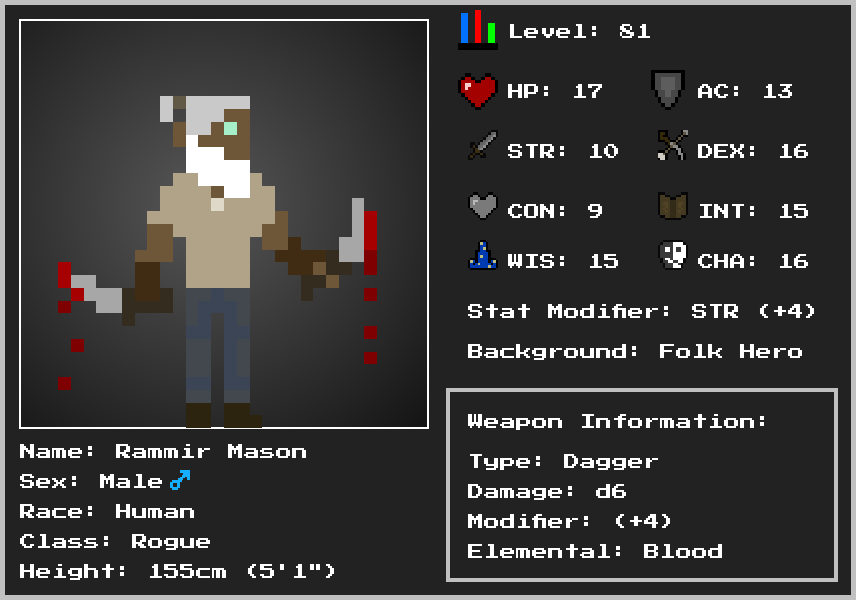 Level: 81
HP: 17 AC: 13
STR: 10 DEX: 16
CON: 9 INT: 15
WIS: 15 CHA: 16
Stat Modifier: STR (+4)
Background: Folk Hero
Weapon Information:
Type: Dagger
Damage: d6
Modifier: (+4)
Elemental: Blood
Name: Rammir Mason
Sex: Male♂
Race: Human
Class: Rogue
Height: 155cm (5'1")